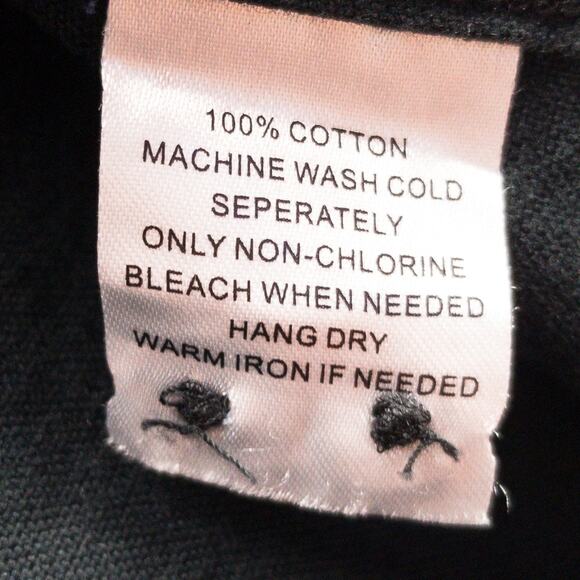 100% COTTON
MACHINE WASH COLD
SEPERATELY
ONLY NON-CHLORINE
BLEACH WHEN NEEDED
HANG DRY
WARM IRON IF NEEDED